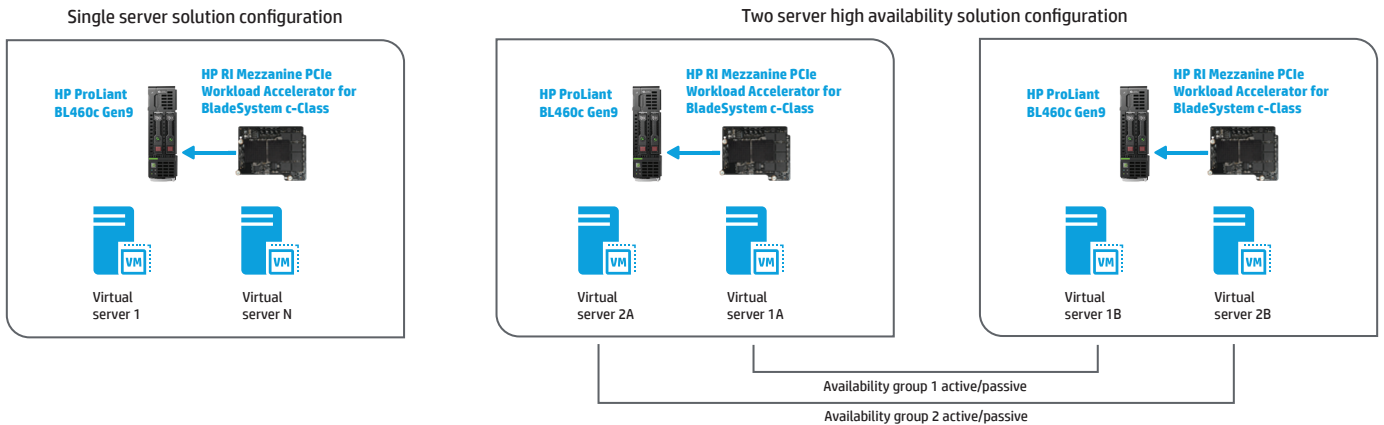 Single server solution configuration
HP ProLiant
BL460c Gen9
HP RI Mezzanine PCIe
Workload Accelerator for
BladeSystem c-Class
VM
VM
Virtual
server 1
Virtual
server N
Two server high availability solution configuration
HP ProLiant
BL460c Gen9
HP RI Mezzanine PCIe
Workload Accelerator for
BladeSystem c-Class
VM
VM
Virtual
server 2A
Virtual
server 1A
HP ProLiant
BL460c Gen9
HP RI Mezzanine PCIe
Workload Accelerator for
BladeSystem c-Class
VM
VM
Virtual
server 1B
Virtual
server 2B
Availability group 1 active/passive
Availability group 2 active/passive